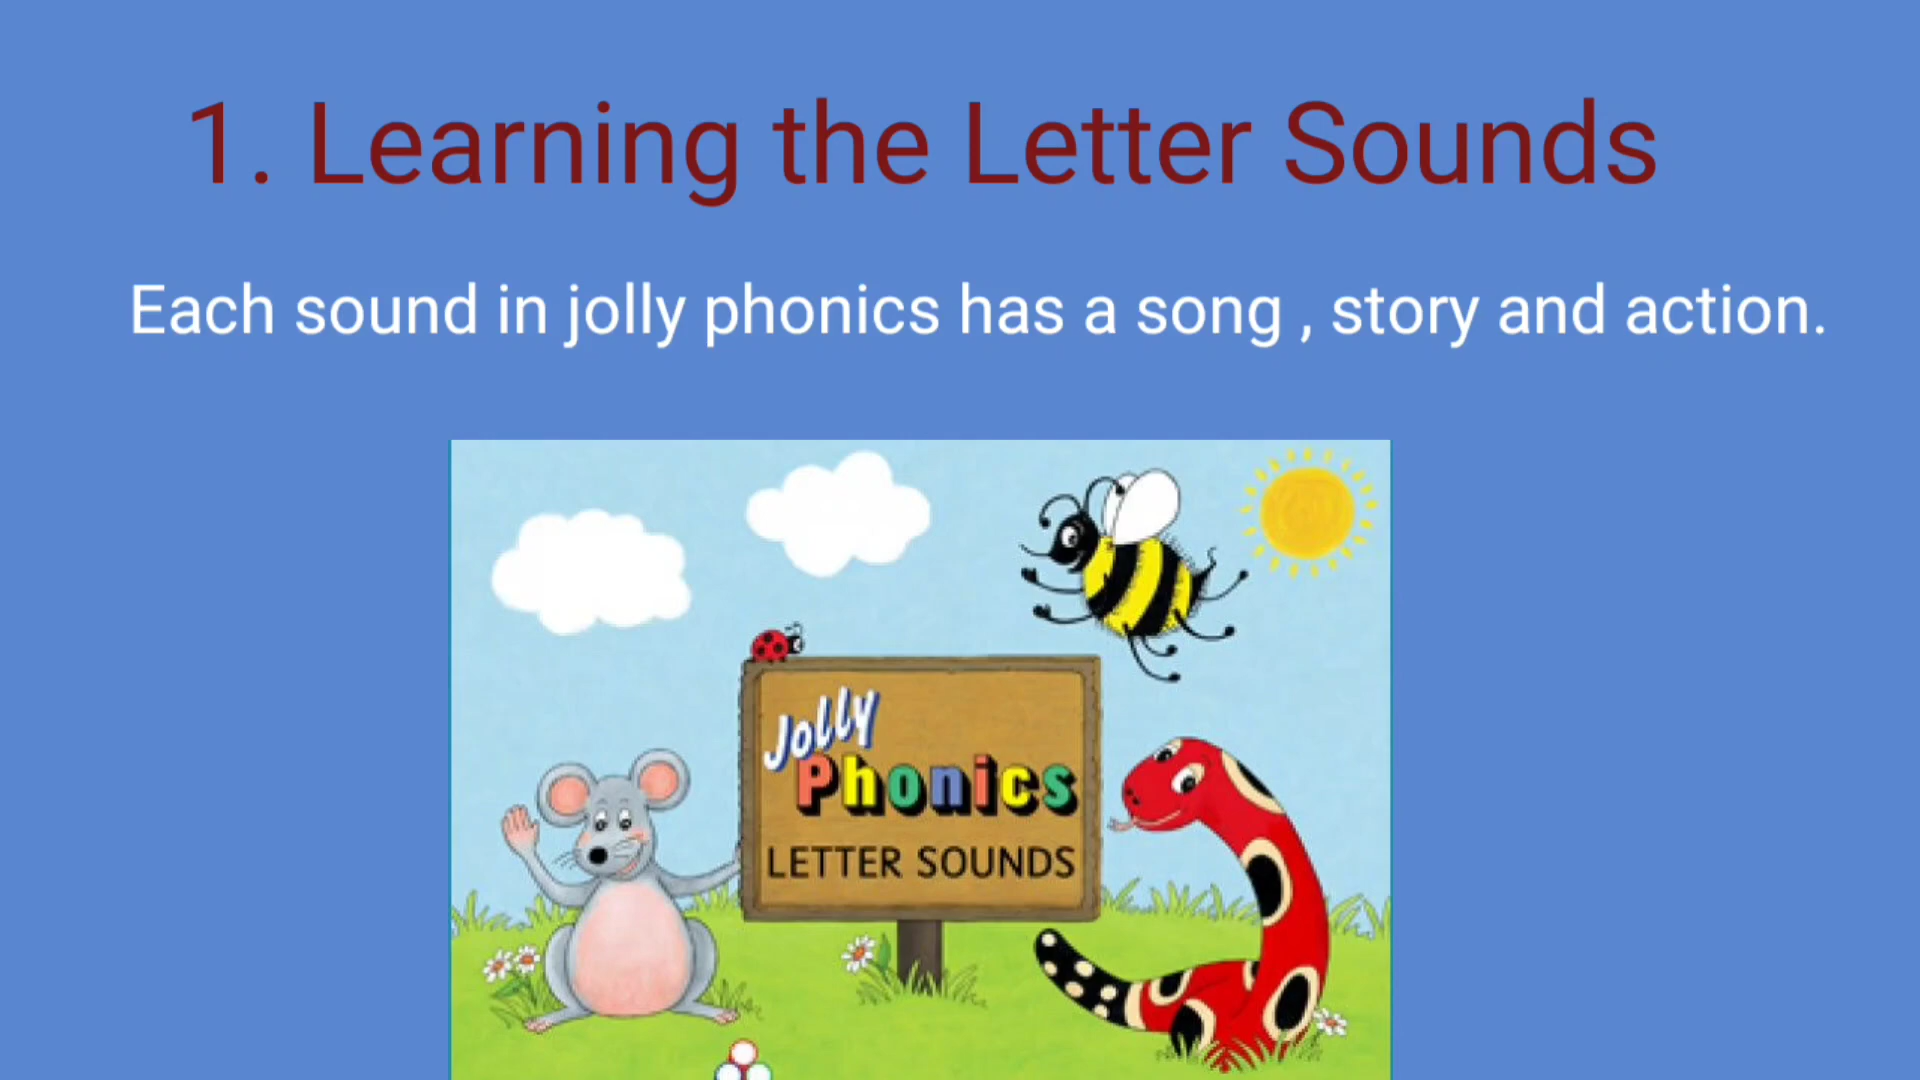 1. Learning the Letter Sounds
Each sound in jolly phonics has a song , story and action.
Jolly
Phonics
LETTER SOUNDS